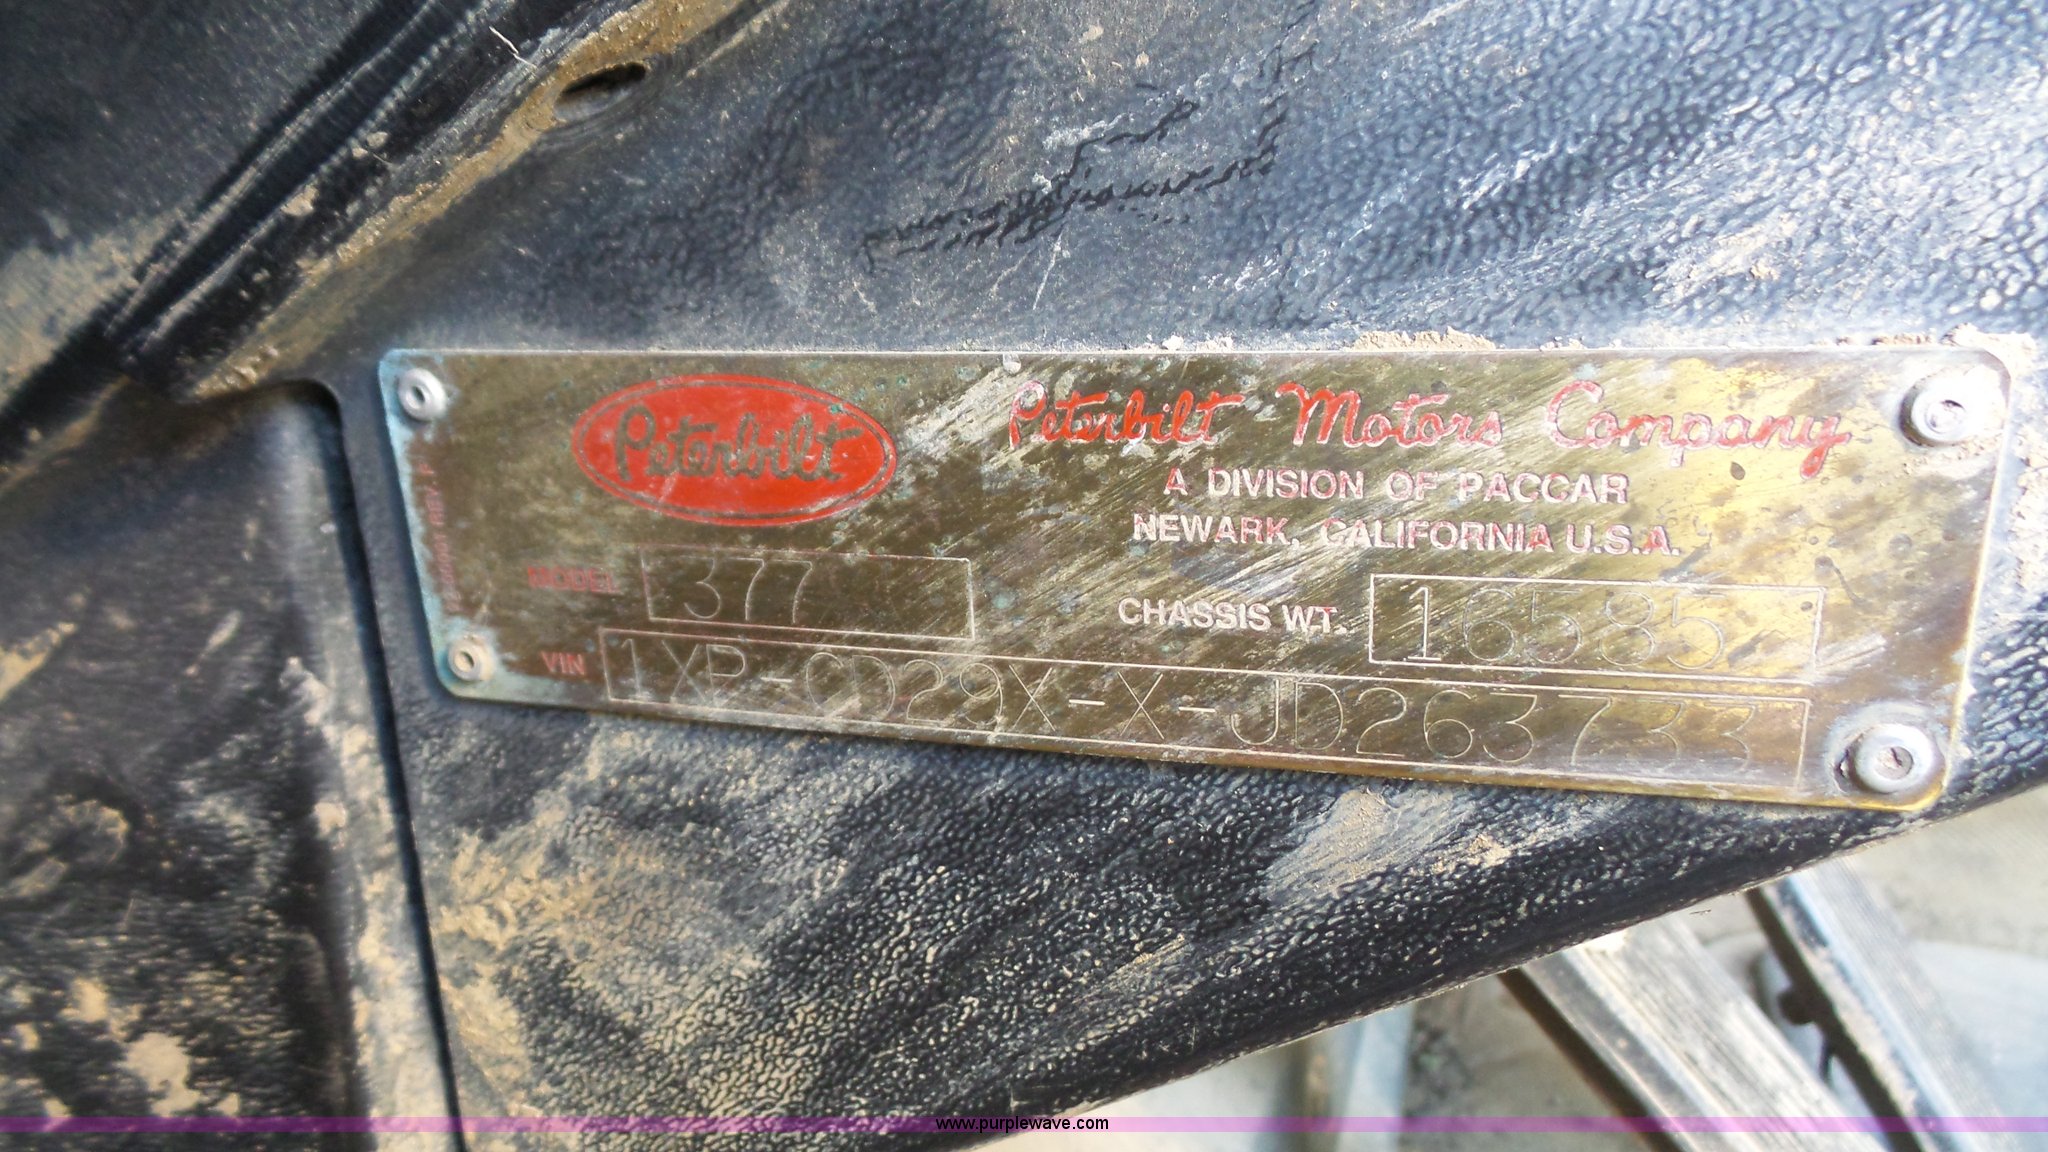 Peterbilt
Peterbilt Motors Company
A DIVISION OF PACCAR
NEWARK, CALIFORNIA U.S.A.
MODEL 377
CHASSIS WT. 16585
VIN 1XP-CD29X-X-JD263733
www.purplewave.com